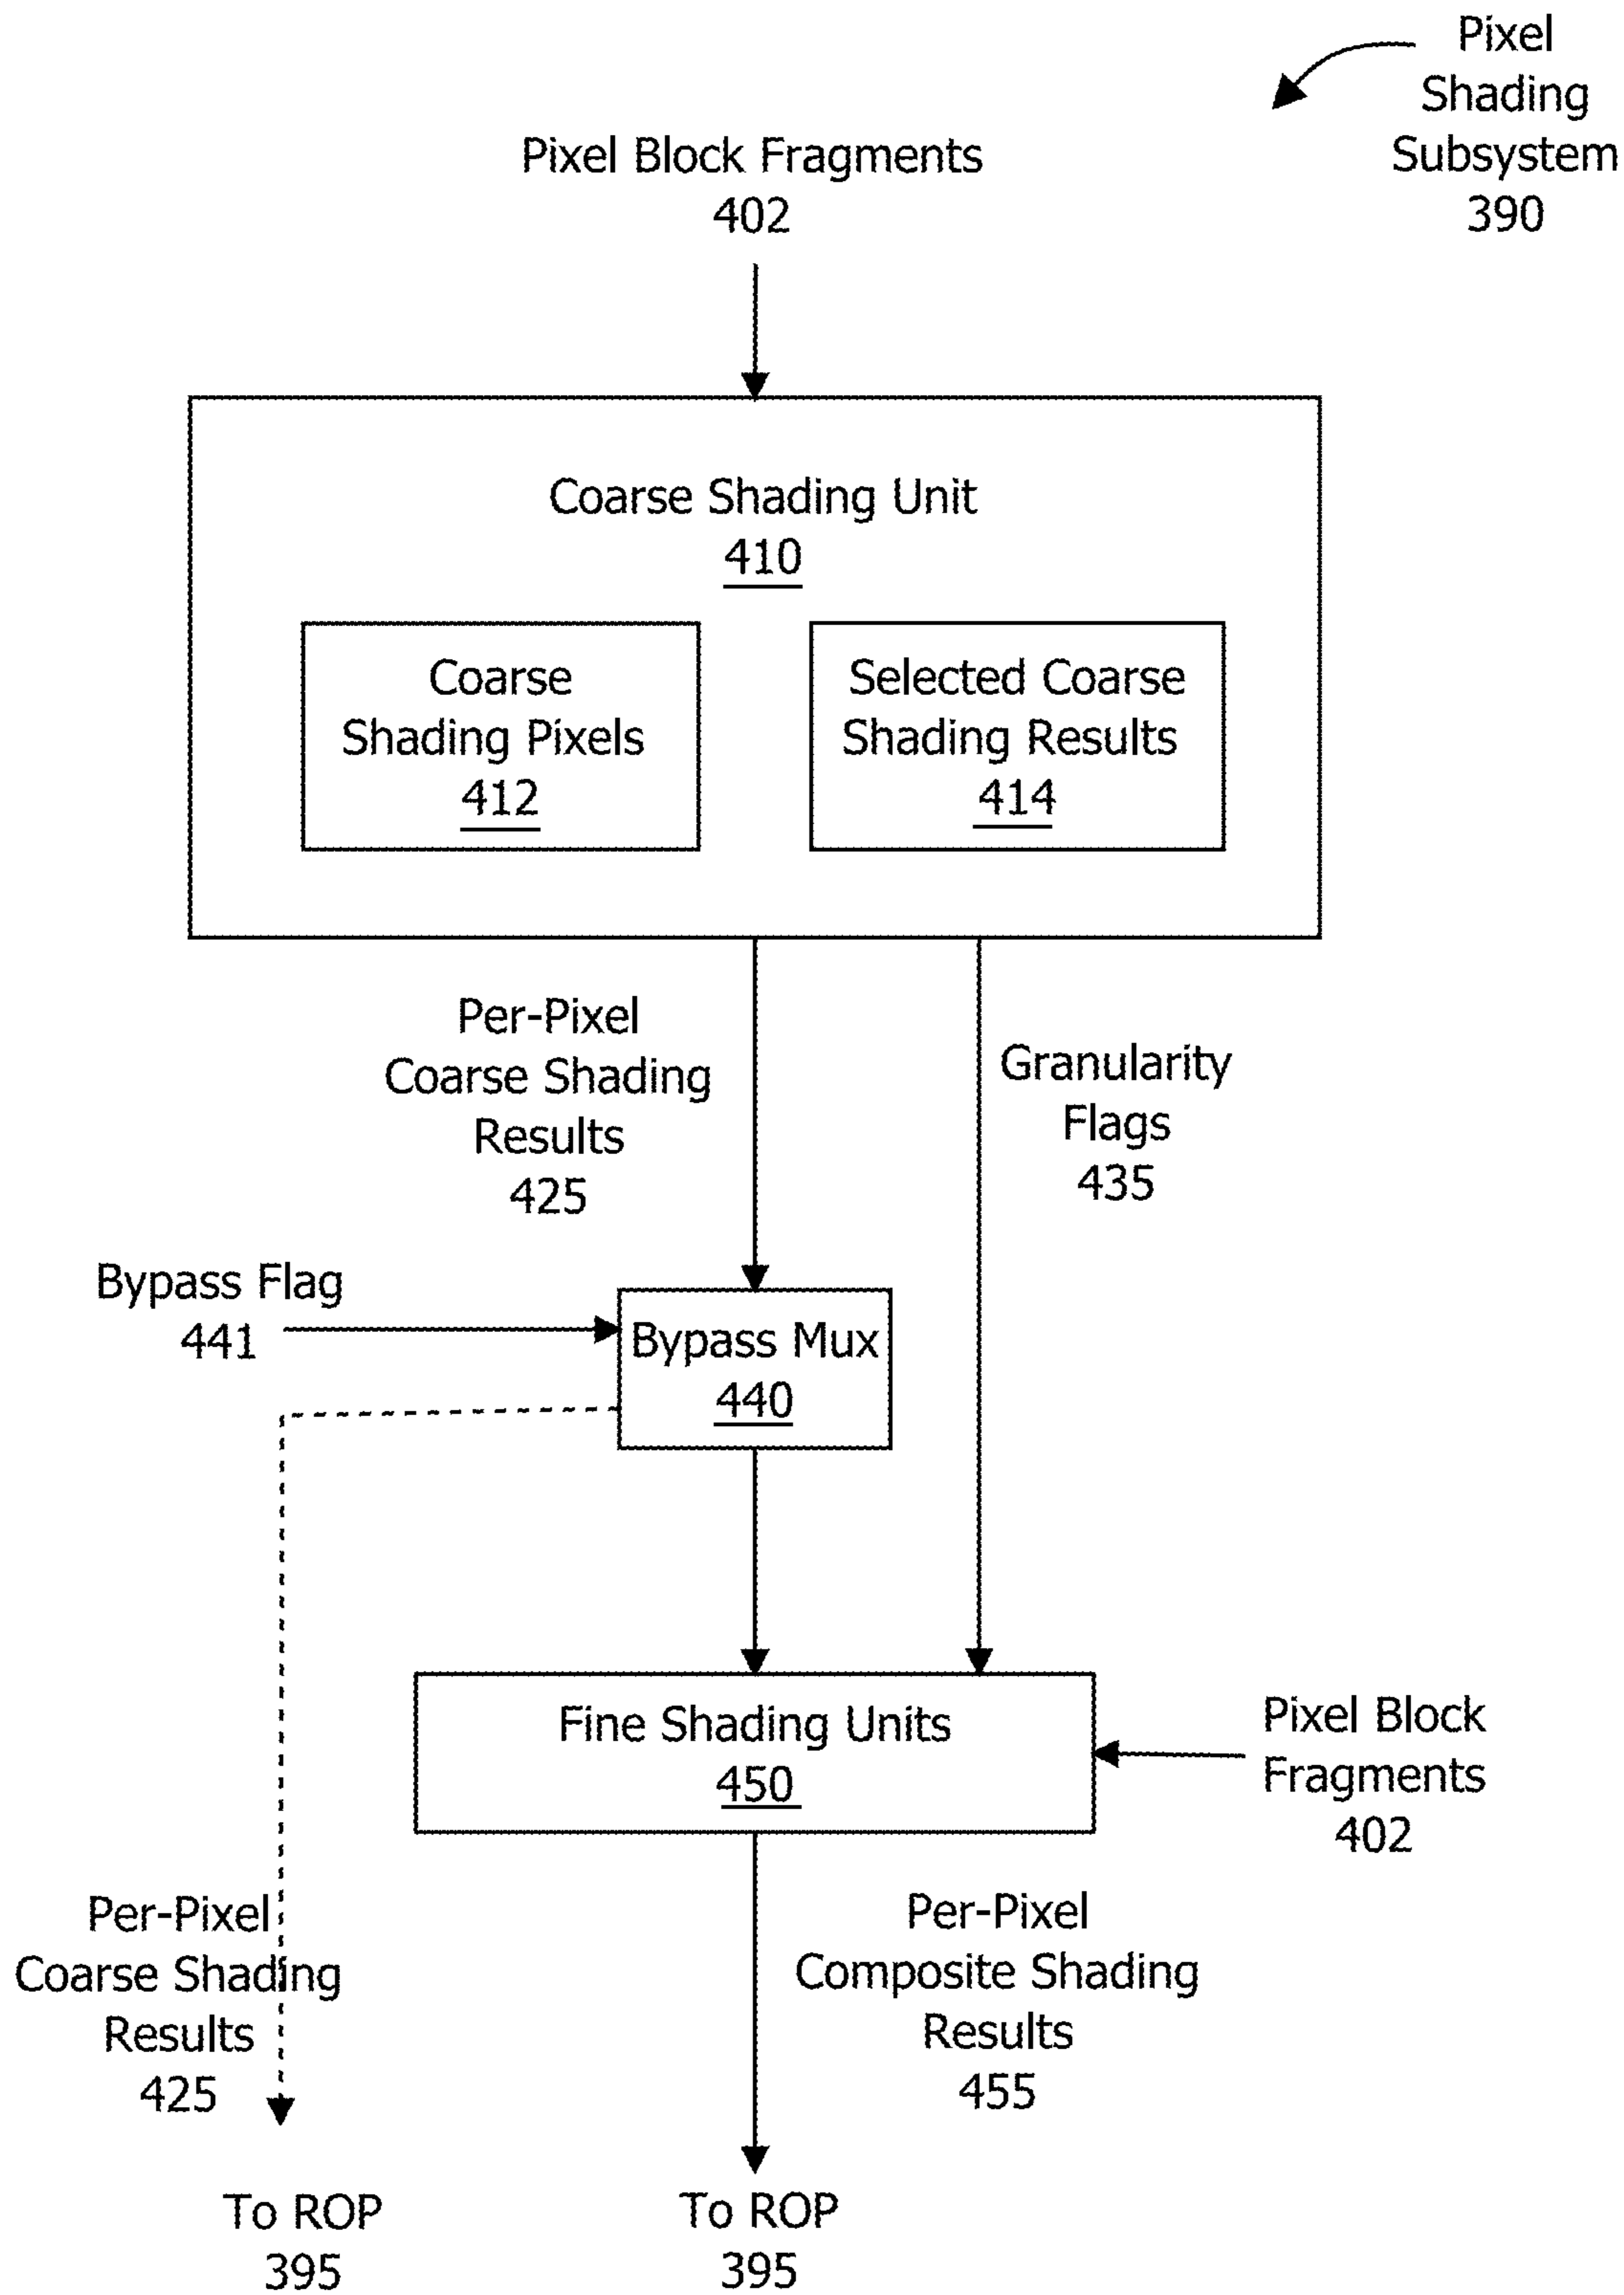 Pixel
Shading
Subsystem
390
Pixel Block Fragments
402
Coarse Shading Unit
410
Coarse
Shading Pixels
412
Selected Coarse
Shading Results
414
Per-Pixel
Coarse Shading
Results
425
Granularity
Flags
435
Bypass Flag
441
Bypass Mux
440
Fine Shading Units
450
Pixel Block
Fragments
402
Per-Pixel
Coarse Shading
Results
425
Per-Pixel
Composite Shading
Results
455
To ROP
395
To ROP
395